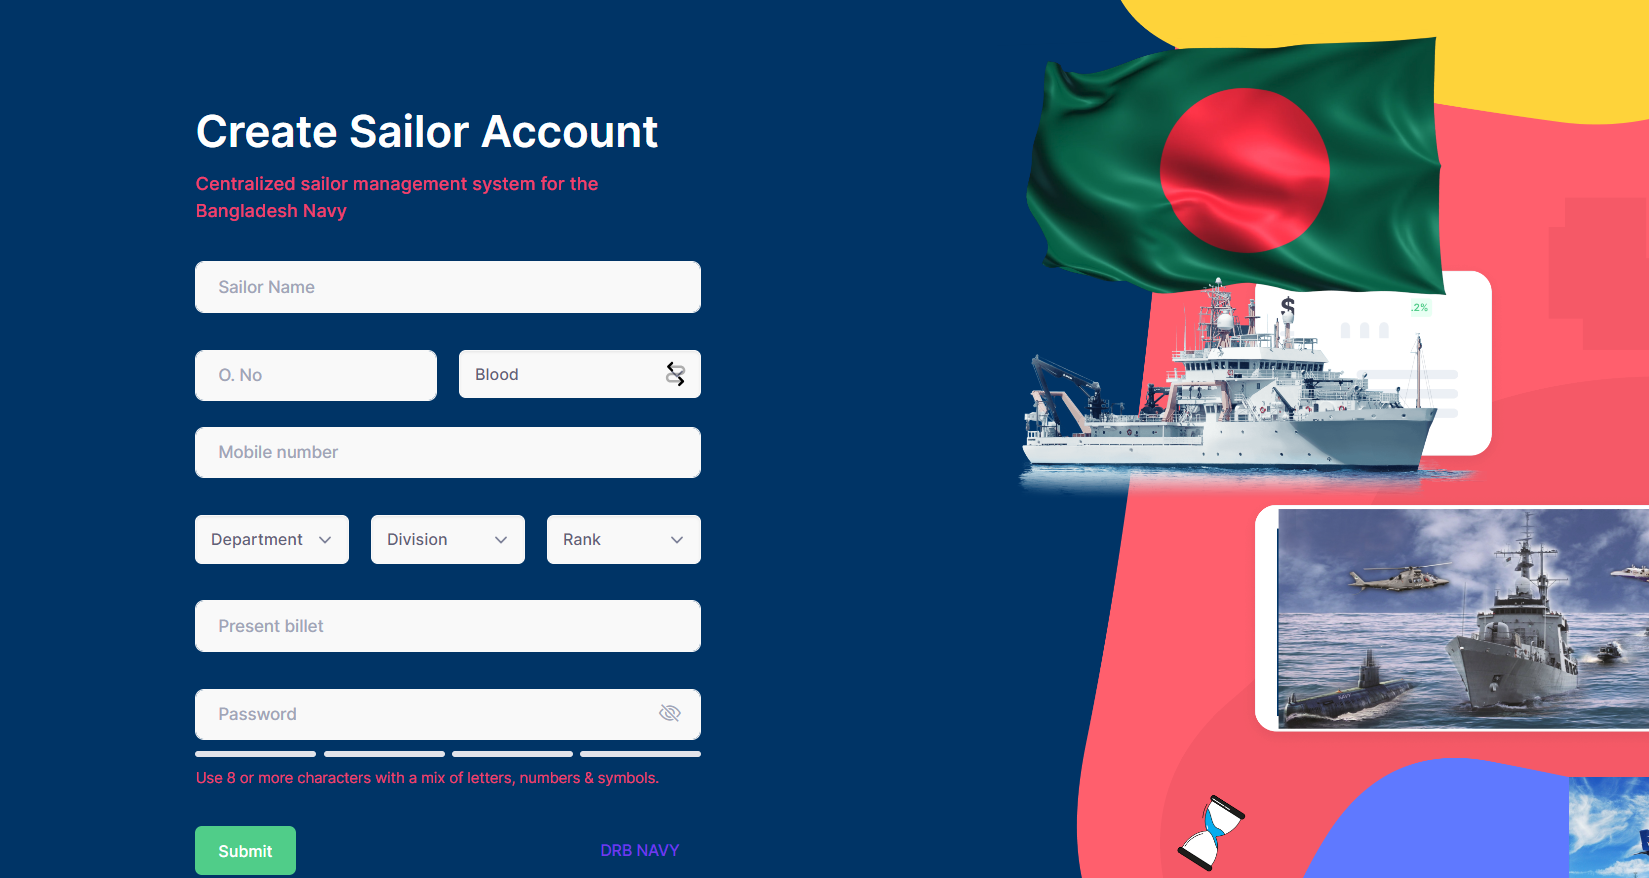 Create Sailor Account
Centralized sailor management system for the
Bangladesh Navy
Sailor Name
O. No
Blood
Mobile number
Department
Division
Rank
Present billet
Password
Use 8 or more characters with a mix of letters, numbers & symbols.
Submit
DRB NAVY
$
.2%